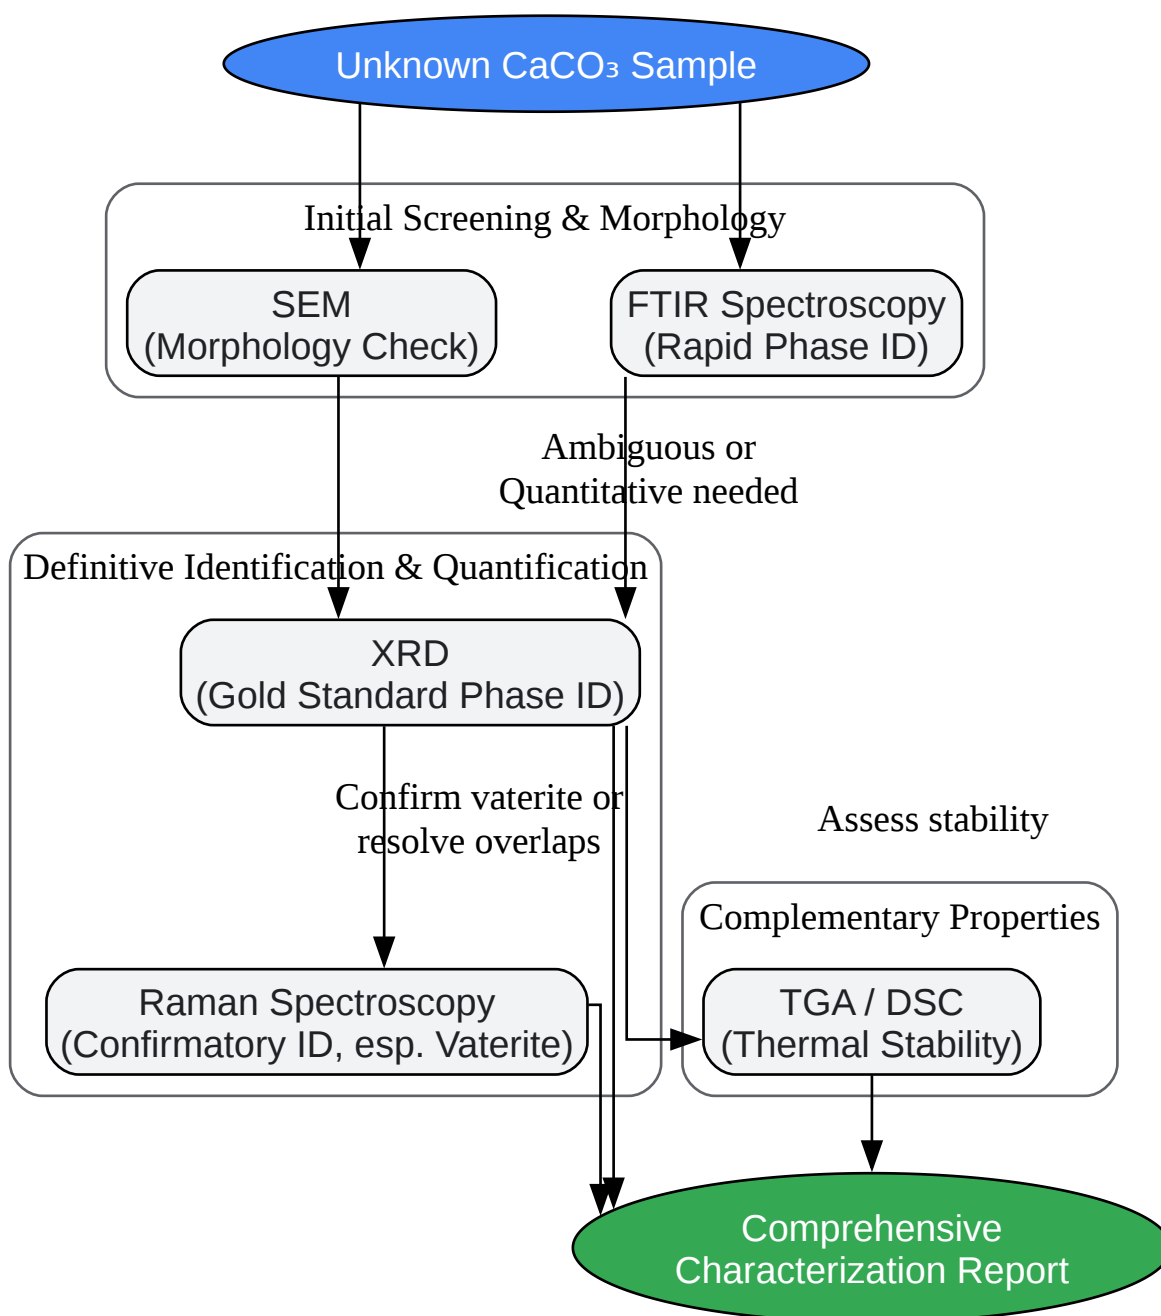 Unknown CaCO₃ Sample
Initial Screening & Morphology
SEM
(Morphology Check)
FTIR Spectroscopy
(Rapid Phase ID)
Ambiguous or
Quantitative needed
Definitive Identification & Quantification
XRD
(Gold Standard Phase ID)
Confirm vaterite or
resolve overlaps
Assess stability
Complementary Properties
Raman Spectroscopy
(Confirmatory ID, esp. Vaterite)
TGA / DSC
(Thermal Stability)
Comprehensive
Characterization Report